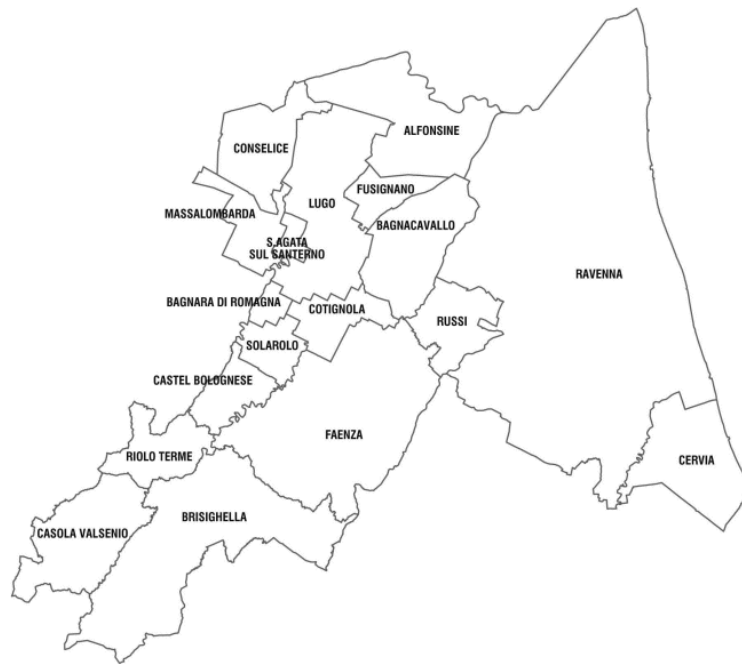 ALFONSINE
CONSELICE
FUSIGNANO
LUGO
MASSALOMBARDA
BAGNACAVALLO
S.AGATA
SUL SANTERNO
RAVENNA
BAGNARA DI ROMAGNA
COTIGNOLA
RUSSI
SOLAROLO
CASTEL BOLOGNESE
FAENZA
RIOLO TERME
CERVIA
BRISIGHELLA
CASOLA VALSENIO